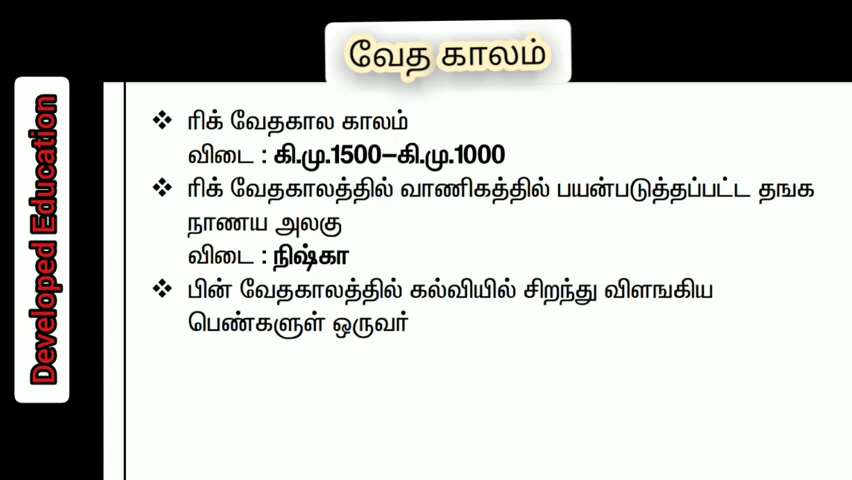 வேத காலம்
Developed Education
❖ ரிக் வேதகால காலம்
விடை : கி.மு.1500–கி.மு.1000
❖ ரிக் வேதகாலத்தில் வாணிகத்தில் பயன்படுத்தப்பட்ட தஙக
நாணய அலகு
விடை : நிஷ்கா
❖ பின் வேதகாலத்தில் கல்வியில் சிறந்து விளஙகிய
பெண்களுள் ஒருவர்